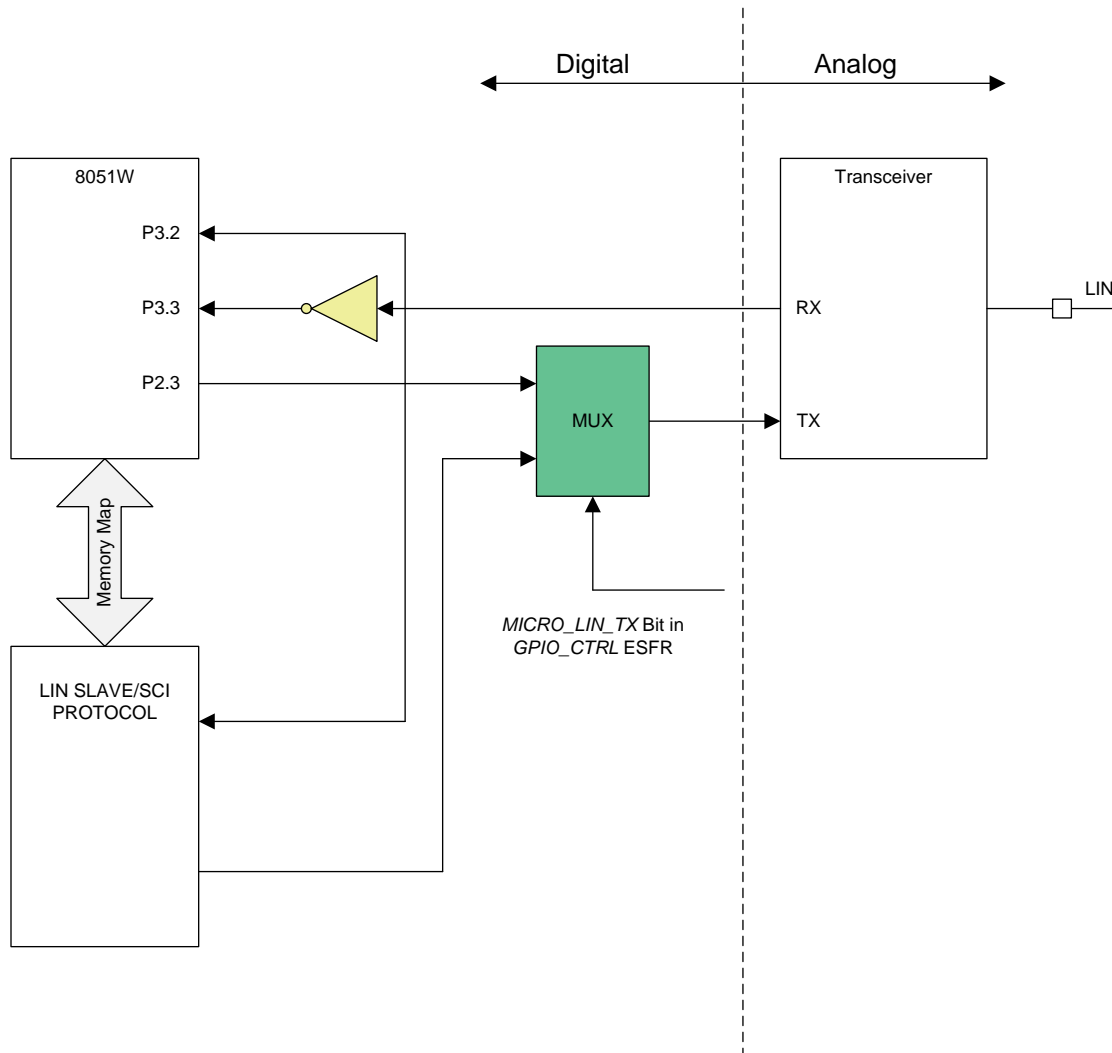 Digital
Analog
8051W
Transceiver
P3.2
P3.3
RX
LIN
P2.3
MUX
TX
Memory Map
MICRO_LIN_TX Bit in
GPIO_CTRL ESFR
LIN SLAVE/SCI
PROTOCOL